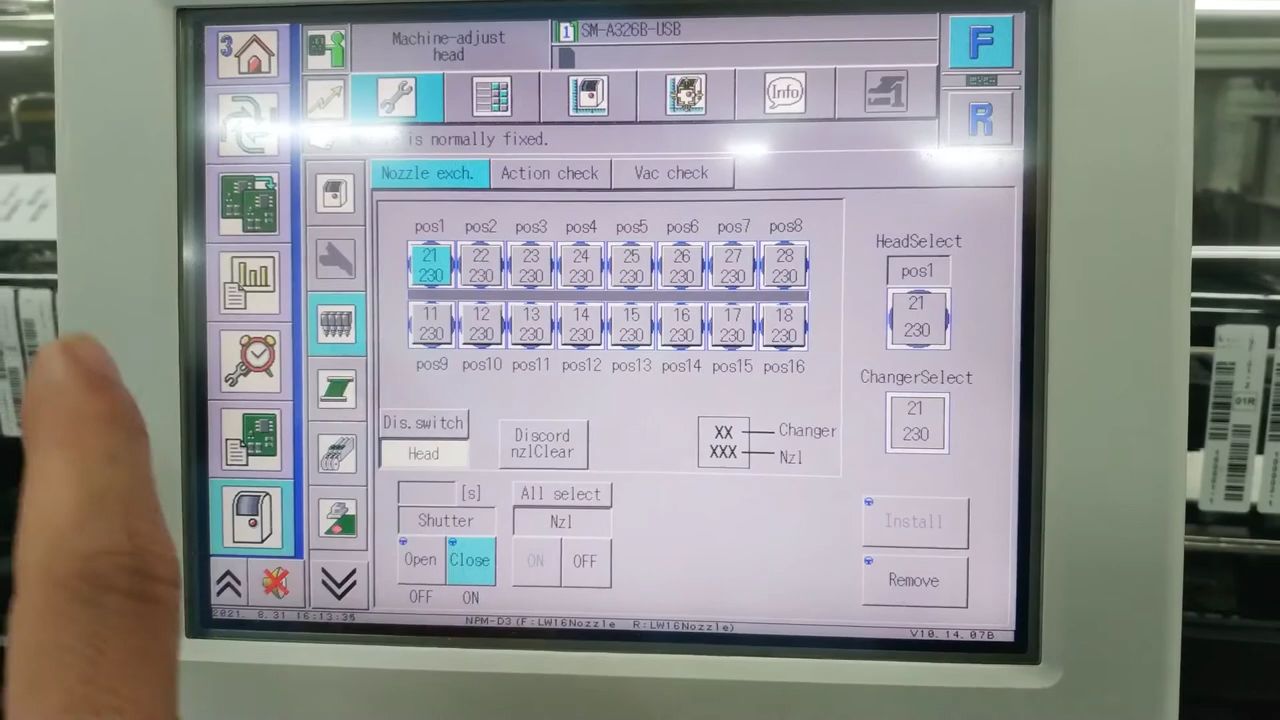 3
Machine-adjust
head
1 SM-A326B-USB
F
R
Info
is normally fixed.
Nozzle exch.
Action check
Vac check
pos1 pos2 pos3 pos4 pos5 pos6 pos7 pos8
21 22 23 24 25 26 27 28
230 230 230 230 230 230 230 230
11 12 13 14 15 16 17 18
230 230 230 230 230 230 230 230
pos9 pos10 pos11 pos12 pos13 pos14 pos15 pos16
HeadSelect
pos1
21
230
ChangerSelect
21
230
Dis.switch
Head
Discord
nzlClear
XX Changer
XXX Nzl
[s]
Shutter
Open Close
OFF ON
All select
Nzl
ON OFF
Install
Remove
2021. 8.31 16:13:35
NPM-D3(F:LW16Nozzle R:LW16Nozzle)
V10.14.07B
01R